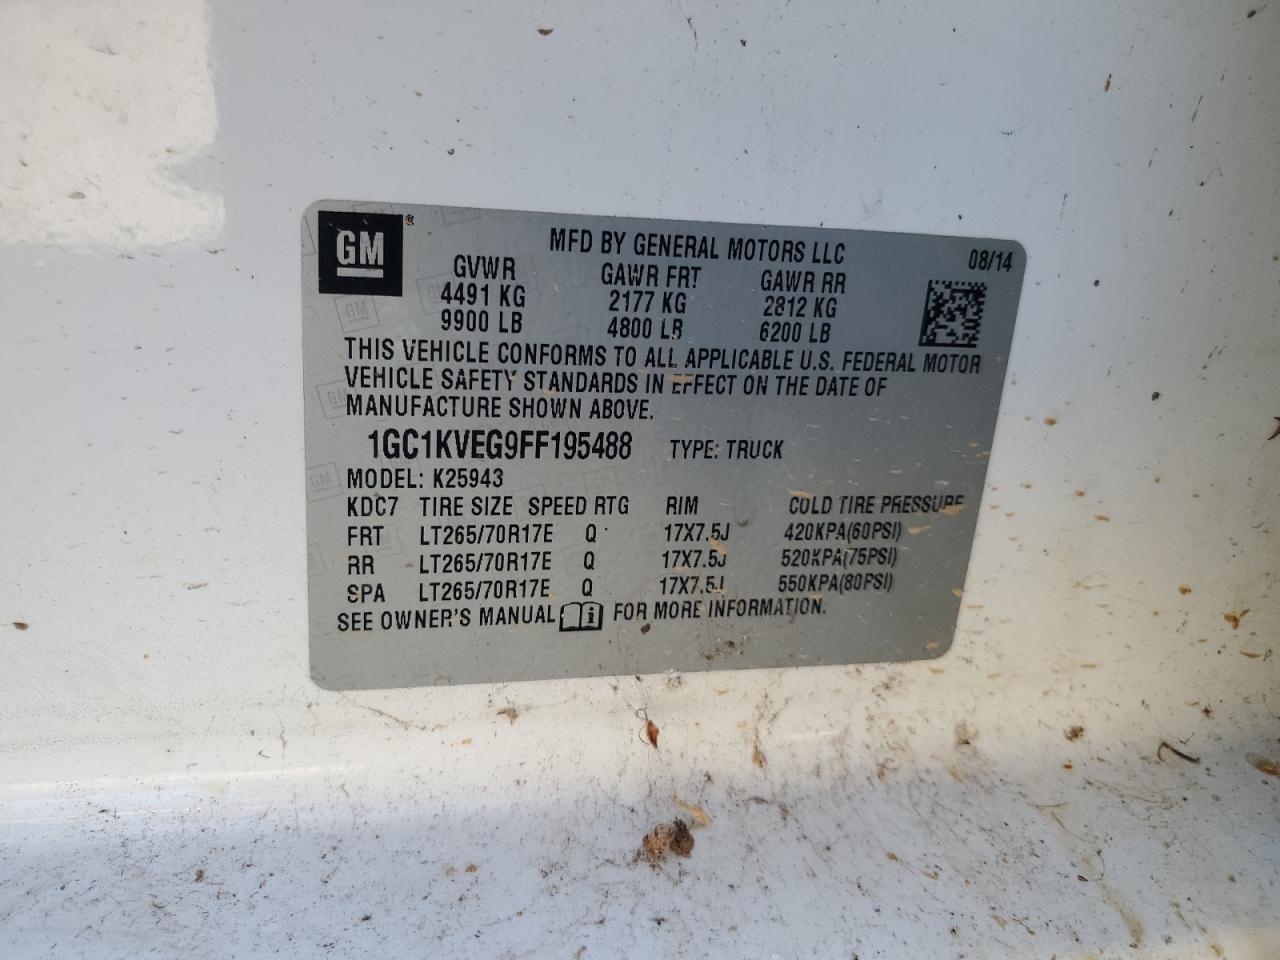 GM
MFD BY GENERAL MOTORS LLC 08/14
GVWR GAWR FRT GAWR RR
4491 KG 2177 KG 2812 KG
9900 LB 4800 LB 6200 LB
THIS VEHICLE CONFORMS TO ALL APPLICABLE U.S. FEDERAL MOTOR
VEHICLE SAFETY STANDARDS IN EFFECT ON THE DATE OF
MANUFACTURE SHOWN ABOVE.
1GC1KVEG9FF195488 TYPE: TRUCK
MODEL: K25943
KDC7 TIRE SIZE SPEED RTG RIM COLD TIRE PRESSURE
FRT LT265/70R17E Q 17X7.5J 420KPA(60PSI)
RR LT265/70R17E Q 17X7.5J 520KPA(75PSI)
SPA LT265/70R17E Q 17X7.5J 550KPA(80PSI)
SEE OWNER'S MANUAL i FOR MORE INFORMATION.